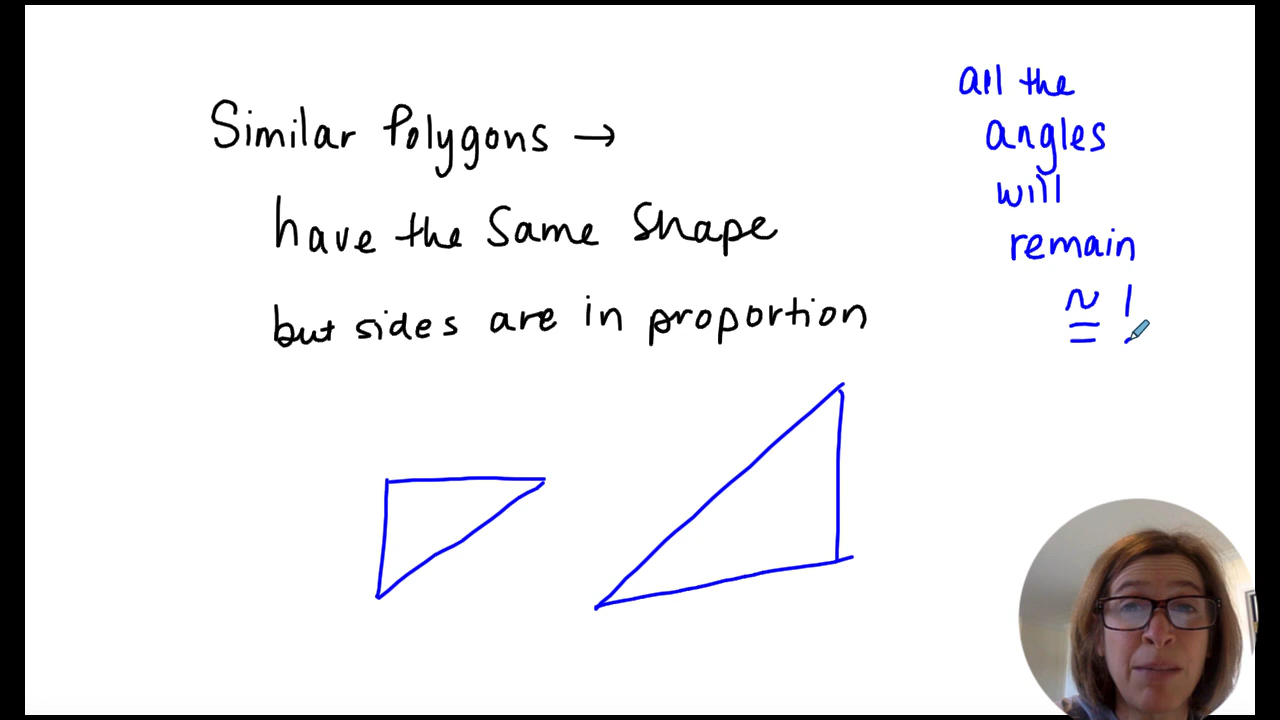 Similar Polygons →
have the Same Shape
but sides are in proportion
all the
angles
will
remain
≅ !